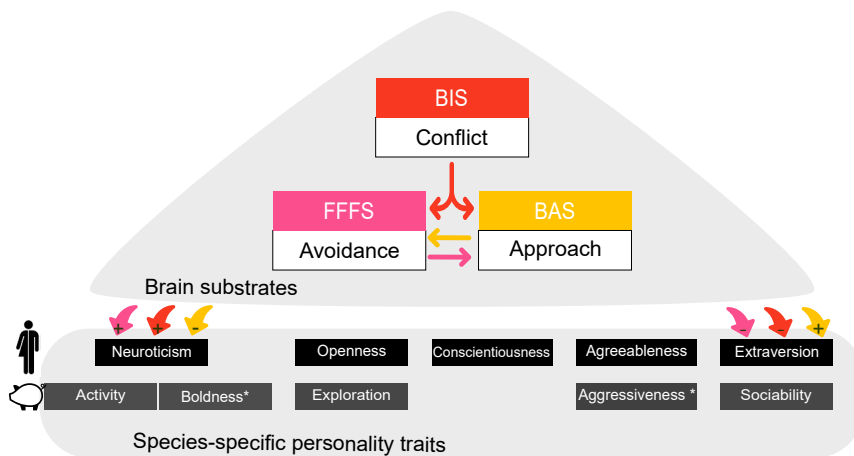 BIS
Conflict
FFFS
BAS
Avoidance
Approach
Brain substrates
+ + - - - +
Neuroticism
Openness
Conscientiousness
Agreeableness
Extraversion
Activity
Boldness*
Exploration
Aggressiveness *
Sociability
Species-specific personality traits